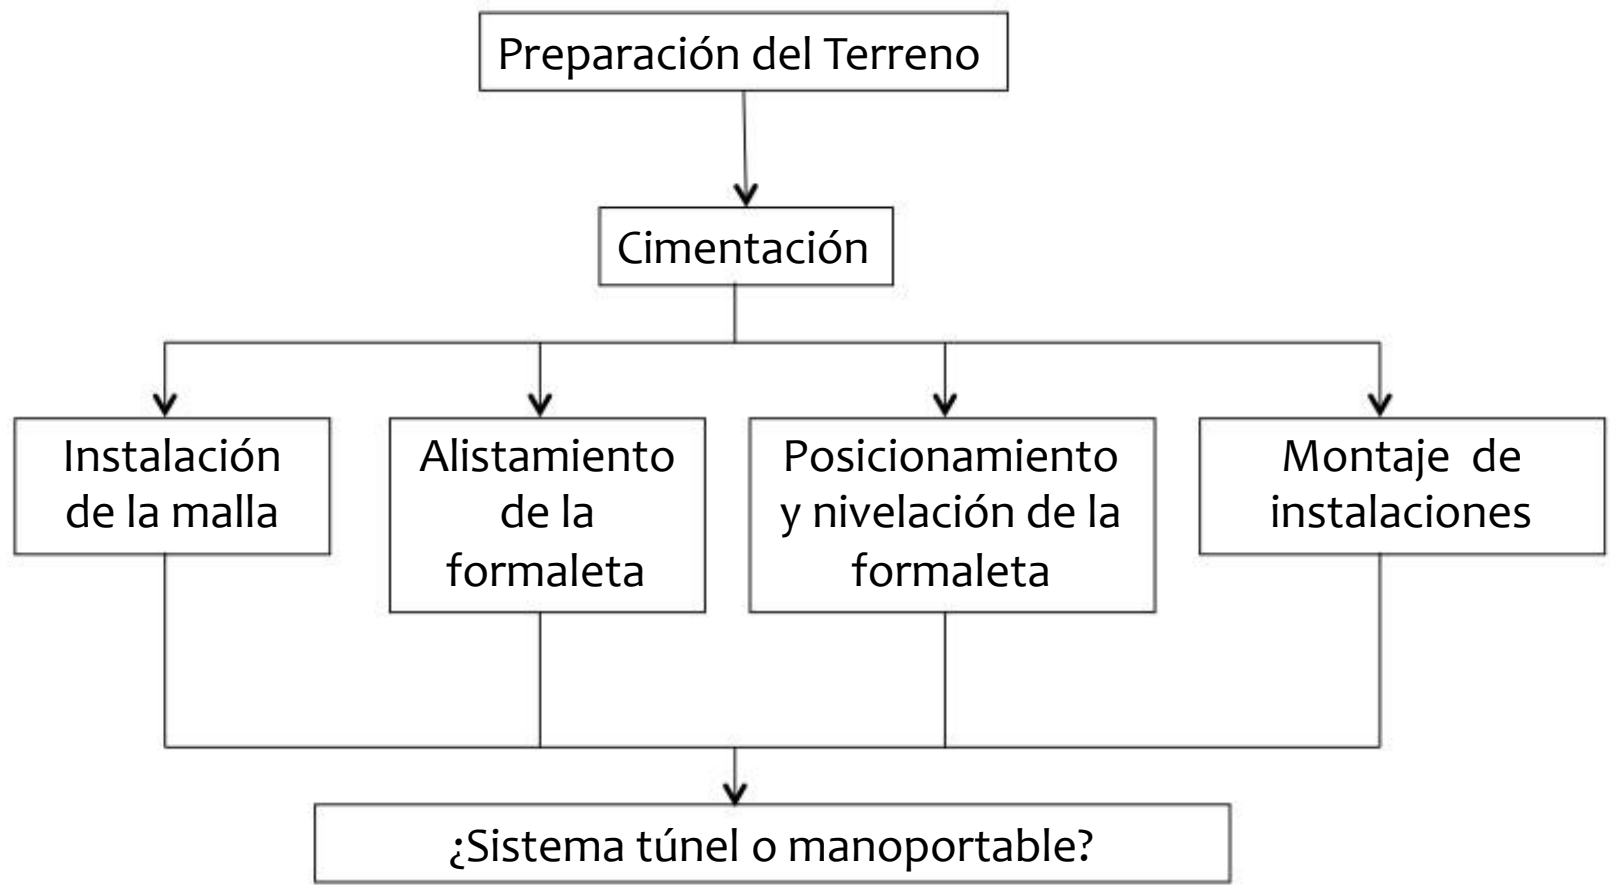 Preparación del Terreno
Cimentación
Instalación
de la malla
Alistamiento
de la
formaleta
Posicionamiento
y nivelación de la
formaleta
Montaje de
instalaciones
¿Sistema túnel o manoportable?